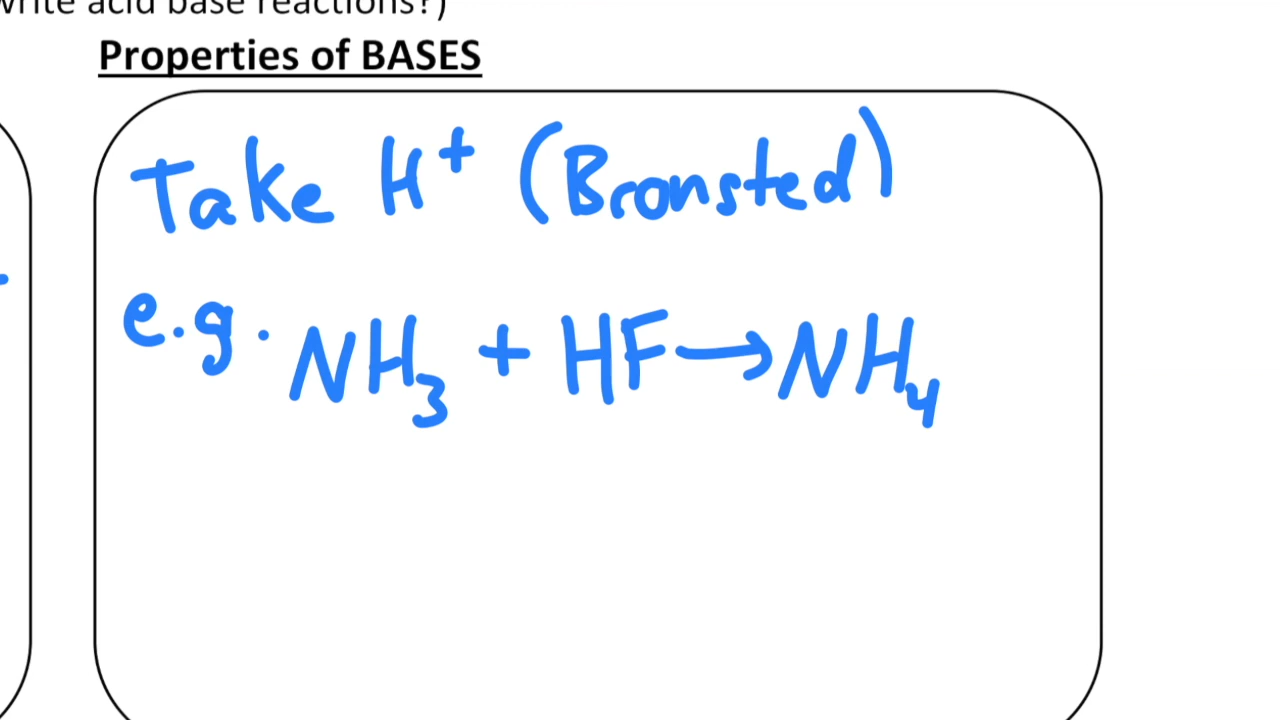 write acid base reactions?)
Properties of BASES
Take H⁺ (Bronsted)
e.g. NH₃ + HF → NH₄